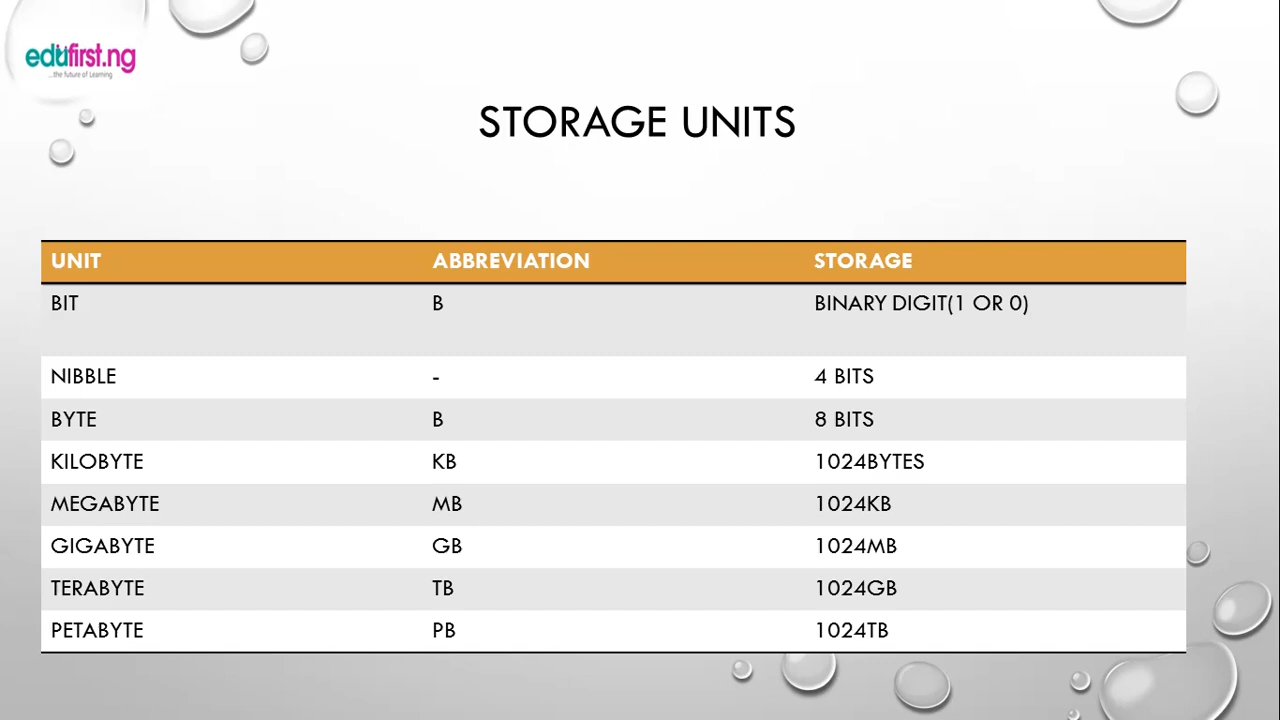 edufirst.ng
...the future of Learning
STORAGE UNITS
UNIT ABBREVIATION STORAGE
BIT B BINARY DIGIT(1 OR 0)
NIBBLE - 4 BITS
BYTE B 8 BITS
KILOBYTE KB 1024BYTES
MEGABYTE MB 1024KB
GIGABYTE GB 1024MB
TERABYTE TB 1024GB
PETABYTE PB 1024TB